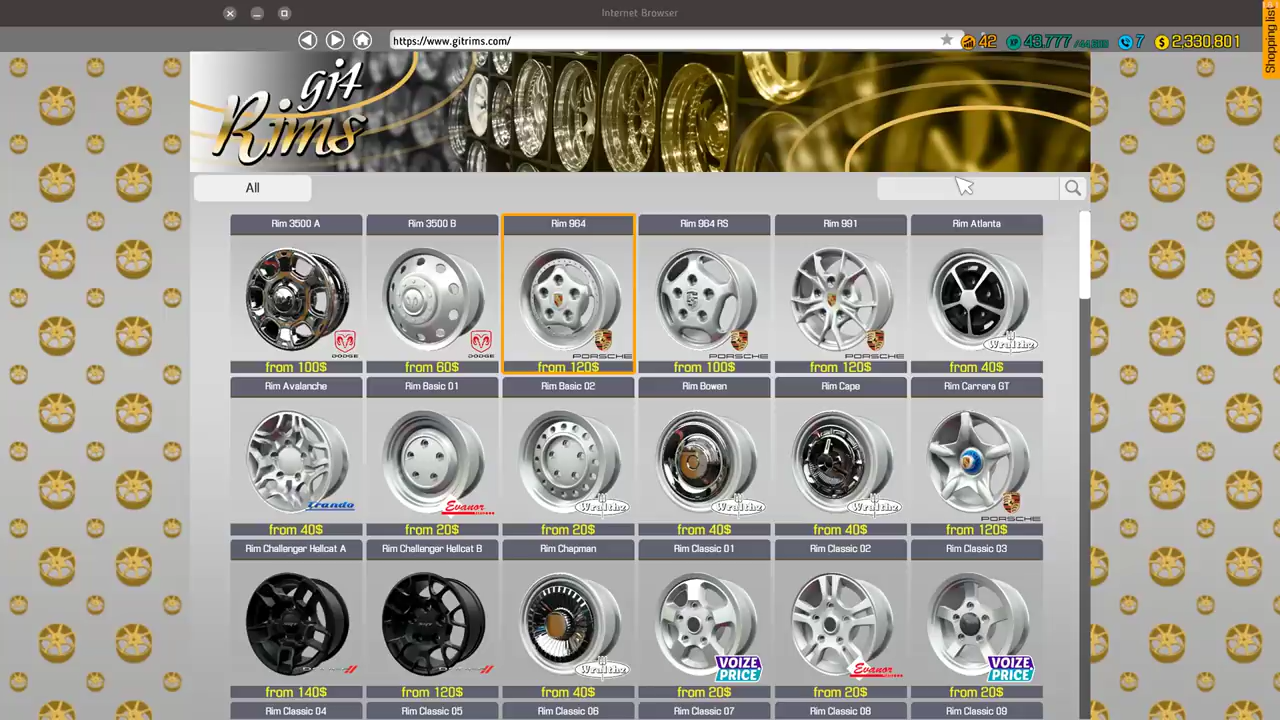 Internet Browser
https://www.gitrims.com/
42
XP 43.777
7
$ 2,330,801
Shopping list
git
Rims
All
Rim 3500 A
Rim 3500 B
Rim 964
Rim 964 RS
Rim 991
Rim Atlanta
DODGE
DODGE
PORSCHE
PORSCHE
PORSCHE
Wraithe
from 100$
from 60$
from 120$
from 100$
from 120$
from 40$
Rim Avalanche
Rim Basic 01
Rim Basic 02
Rim Bowen
Rim Cape
Rim Carrera GT
Evanor
Wraithe
Wraithe
Wraithe
PORSCHE
from 40$
from 20$
from 20$
from 40$
from 40$
from 120$
Rim Challenger Hellcat A
Rim Challenger Hellcat B
Rim Chapman
Rim Classic 01
Rim Classic 02
Rim Classic 03
Wraithe
VOIZE
PRICE
Evanor
VOIZE
PRICE
from 140$
from 120$
from 40$
from 20$
from 20$
from 20$
Rim Classic 04
Rim Classic 05
Rim Classic 06
Rim Classic 07
Rim Classic 08
Rim Classic 09